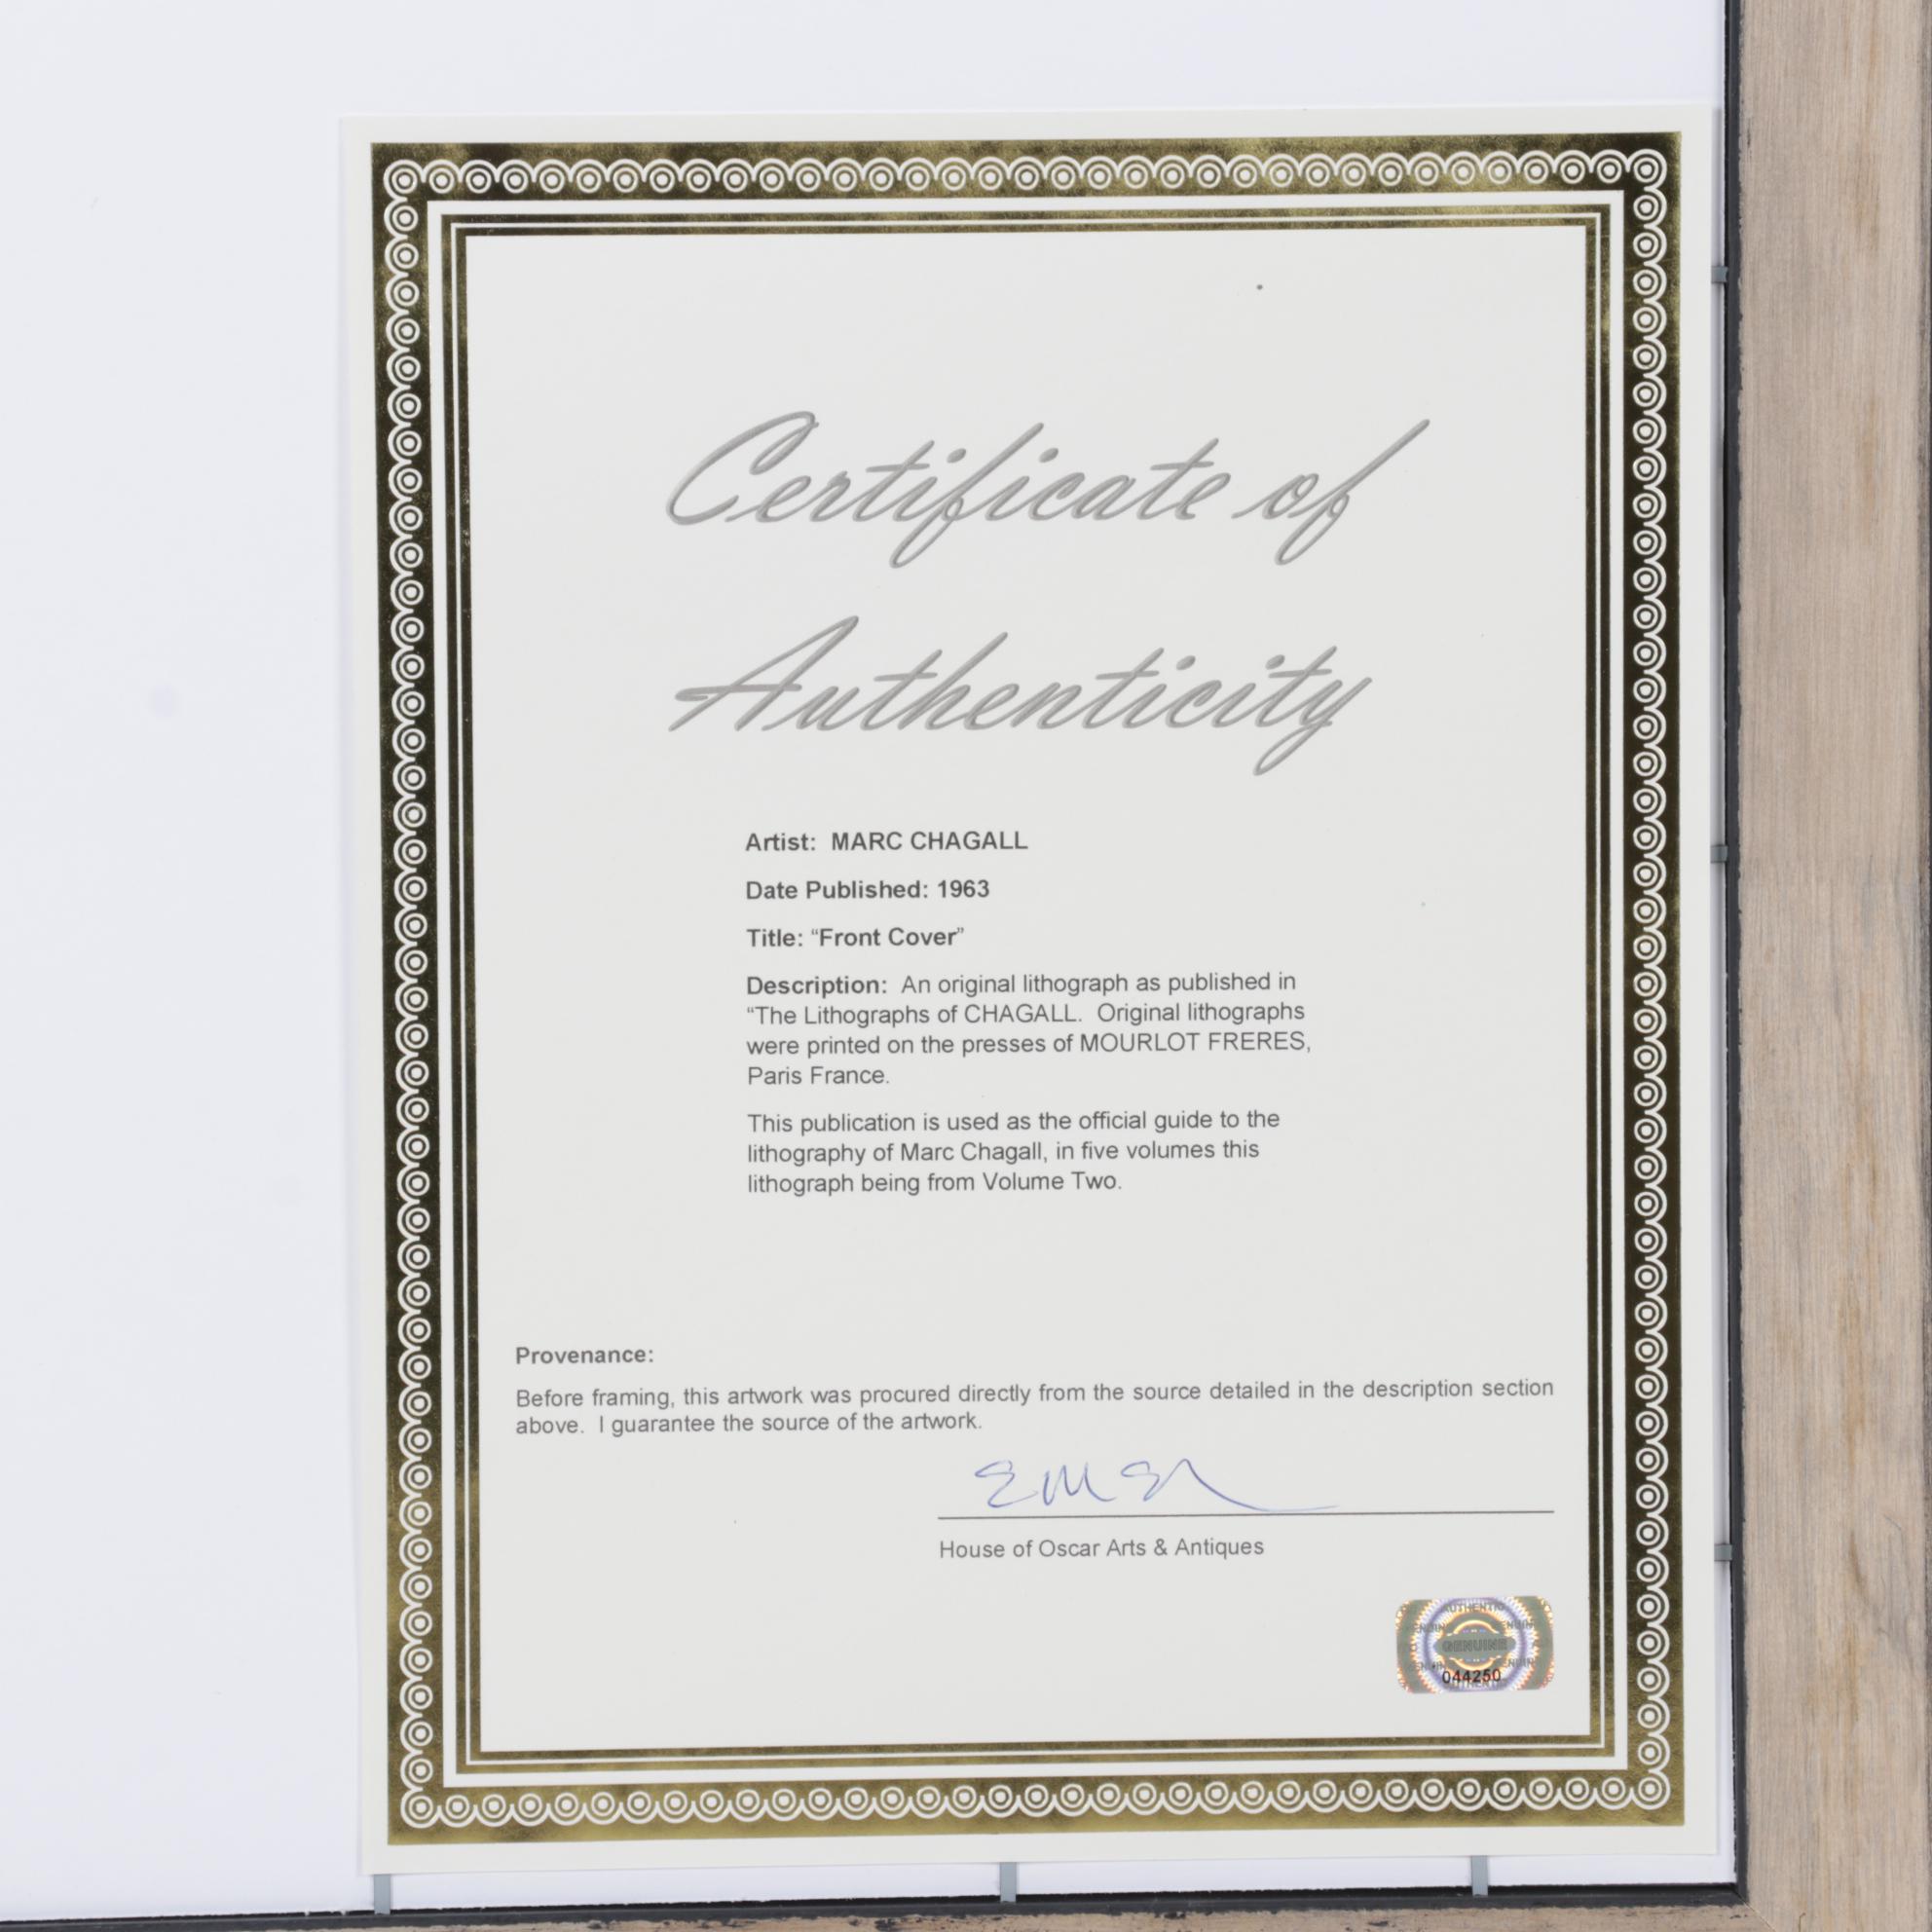 Certificate of
Authenticity
Artist: MARC CHAGALL
Date Published: 1963
Title: “Front Cover”
Description: An original lithograph as published in
“The Lithographs of CHAGALL. Original lithographs
were printed on the presses of MOURLOT FRERES,
Paris France.
This publication is used as the official guide to the
lithography of Marc Chagall, in five volumes this
lithograph being from Volume Two.
Provenance:
Before framing, this artwork was procured directly from the source detailed in the description section
above. I guarantee the source of the artwork.
House of Oscar Arts & Antiques
GENUINE
044250